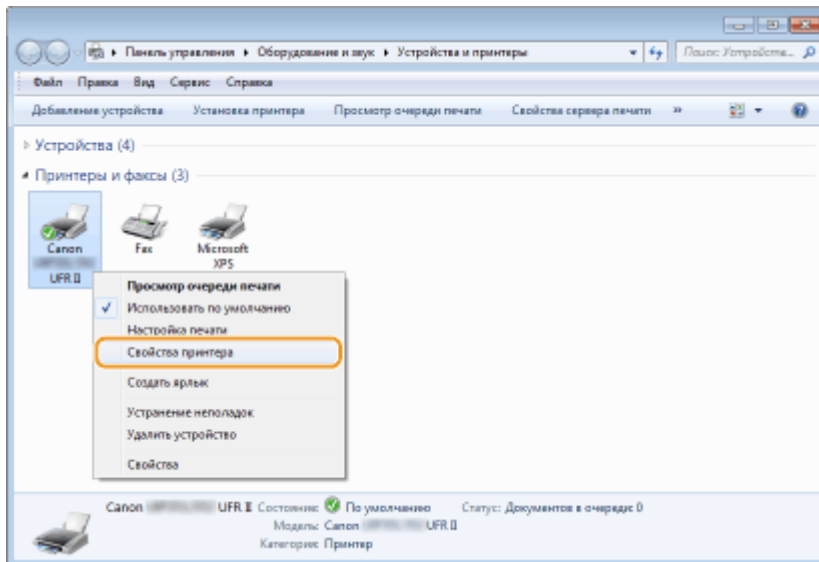 Панель управления ▸ Оборудование и звук ▸ Устройства и принтеры
Поиск: Устройств...
Файл Правка Вид Сервис Справка
Добавление устройства Установка принтера Просмотр очереди печати Свойства сервера печати »
Устройства (4)
Принтеры и факсы (3)
Canon
UFR II
Fax
Microsoft
XPS
Просмотр очереди печати
Использовать по умолчанию
Настройка печати
Свойства принтера
Создать ярлык
Устранение неполадок
Удалить устройство
Свойства
Canon UFR II Состояние: По умолчанию Статус: Документов в очереди: 0
Модель: Canon UFR II
Категория: Принтер